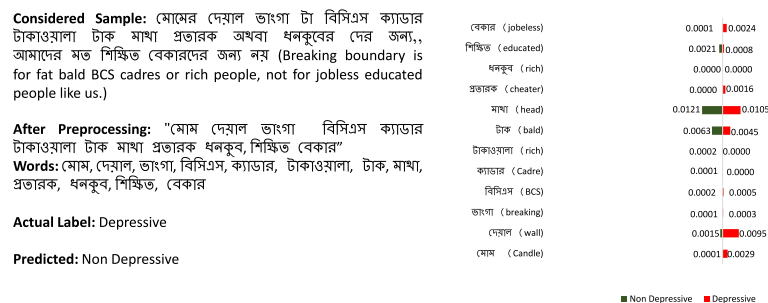 Considered Sample: মোমের দেয়াল ভাংগা টা বিসিএস ক্যাডার
টাকাওয়ালা টাক মাথা প্রতারক অথবা ধনকুবের দের জন্য,,
আমাদের মত শিক্ষিত বেকারদের জন্য নয় (Breaking boundary is
for fat bald BCS cadres or rich people, not for jobless educated
people like us.)
After Preprocessing: "মোম দেয়াল ভাংগা বিসিএস ক্যাডার
টাকাওয়ালা টাক মাথা প্রতারক ধনকুব, শিক্ষিত বেকার”
Words: মোম, দেয়াল, ভাংগা, বিসিএস, ক্যাডার, টাকাওয়ালা, টাক, মাথা,
প্রতারক, ধনকুব, শিক্ষিত, বেকার
Actual Label: Depressive
Predicted: Non Depressive
বেকার (jobeless) 0.0001 0.0024
শিক্ষিত (educated) 0.0021 0.0008
ধনকুব (rich) 0.0000 0.0000
প্রতারক (cheater) 0.0000 0.0016
মাথা (head) 0.0121 0.0105
টাক (bald) 0.0063 0.0045
টাকাওয়ালা (rich) 0.0002 0.0000
ক্যাডার (Cadre) 0.0001 0.0000
বিসিএস (BCS) 0.0002 0.0005
ভাংগা (breaking) 0.0001 0.0003
দেয়াল (wall) 0.0015 0.0095
মোম (Candle) 0.0001 0.0029
Non Depressive Depressive